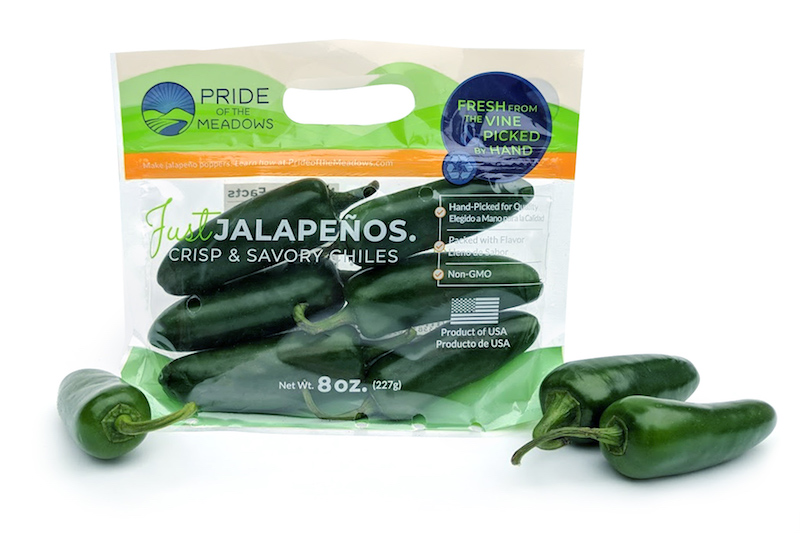 PRIDE
OF THE
MEADOWS
FRESH FROM
THE VINE
PICKED
By HAND
Make jalapeño poppers. Learn how at PrideoftheMeadows.com
Facts
Just JALAPEÑOS.
CRISP & SAVORY CHILES
Hand-Picked for Quality
Elegido a Mano para la Calidad
Packed with Flavor
Lleno de Sabor
Non-GMO
Product of USA
Producto de USA
Net Wt. 8 oz. (227g)